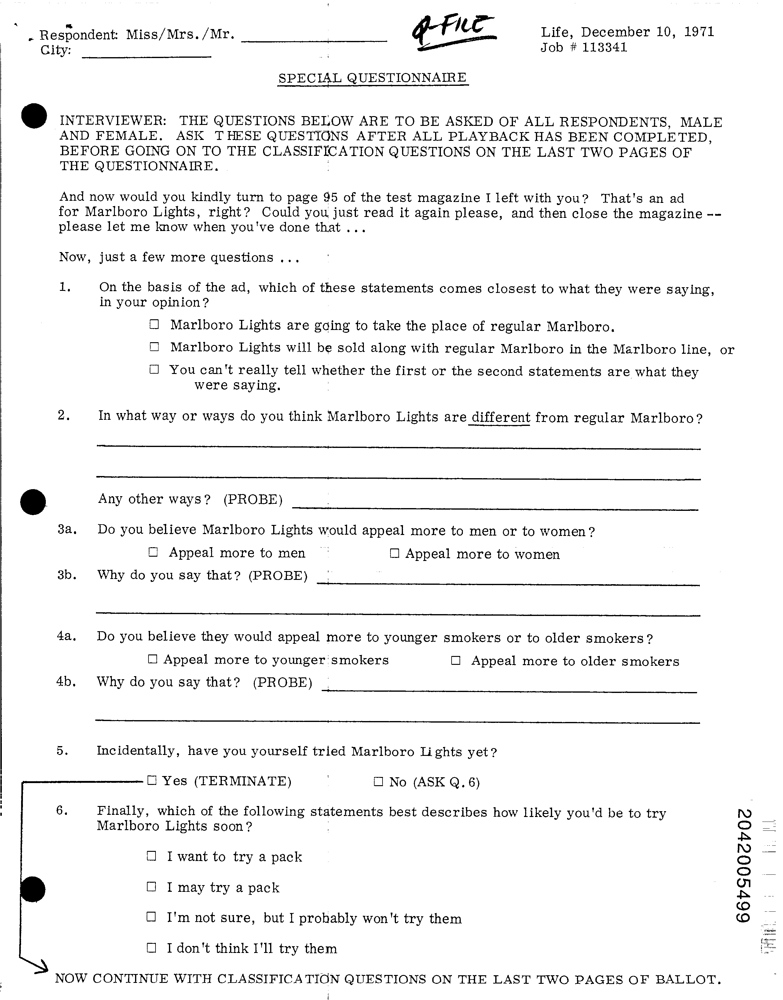 Respondent: Miss/Mrs./Mr.
Q-FILE
Life, December 10, 1971
City:
Job # 113341
SPECIAL QUESTIONNAIRE
INTERVIEWER: THE QUESTIONS BELOW ARE TO BE ASKED OF ALL RESPONDENTS, MALE
AND FEMALE. ASK THESE QUESTIONS AFTER ALL PLAYBACK HAS BEEN COMPLETED,
BEFORE GOING ON TO THE CLASSIFICATION QUESTIONS ON THE LAST TWO PAGES OF
THE QUESTIONNAIRE.
And now would you kindly turn to page 95 of the test magazine I left with you? That's an ad
for Marlboro Lights, right? Could you just read it again please, and then close the magazine --
please let me know when you've done that ...
Now, just a few more questions ...
1. On the basis of the ad, which of these statements comes closest to what they were saying,
in your opinion?
☐ Marlboro Lights are going to take the place of regular Marlboro.
☐ Marlboro Lights will be sold along with regular Marlboro in the Marlboro line, or
☐ You can't really tell whether the first or the second statements are what they
were saying.
2. In what way or ways do you think Marlboro Lights are different from regular Marlboro?
Any other ways? (PROBE)
3a. Do you believe Marlboro Lights would appeal more to men or to women?
☐ Appeal more to men ☐ Appeal more to women
3b. Why do you say that? (PROBE)
4a. Do you believe they would appeal more to younger smokers or to older smokers?
☐ Appeal more to younger smokers ☐ Appeal more to older smokers
4b. Why do you say that? (PROBE)
5. Incidentally, have you yourself tried Marlboro Lights yet?
☐ Yes (TERMINATE) ☐ No (ASK Q. 6)
6. Finally, which of the following statements best describes how likely you'd be to try
Marlboro Lights soon?
☐ I want to try a pack
☐ I may try a pack
☐ I'm not sure, but I probably won't try them
☐ I don't think I'll try them
NOW CONTINUE WITH CLASSIFICATION QUESTIONS ON THE LAST TWO PAGES OF BALLOT.
2042005499